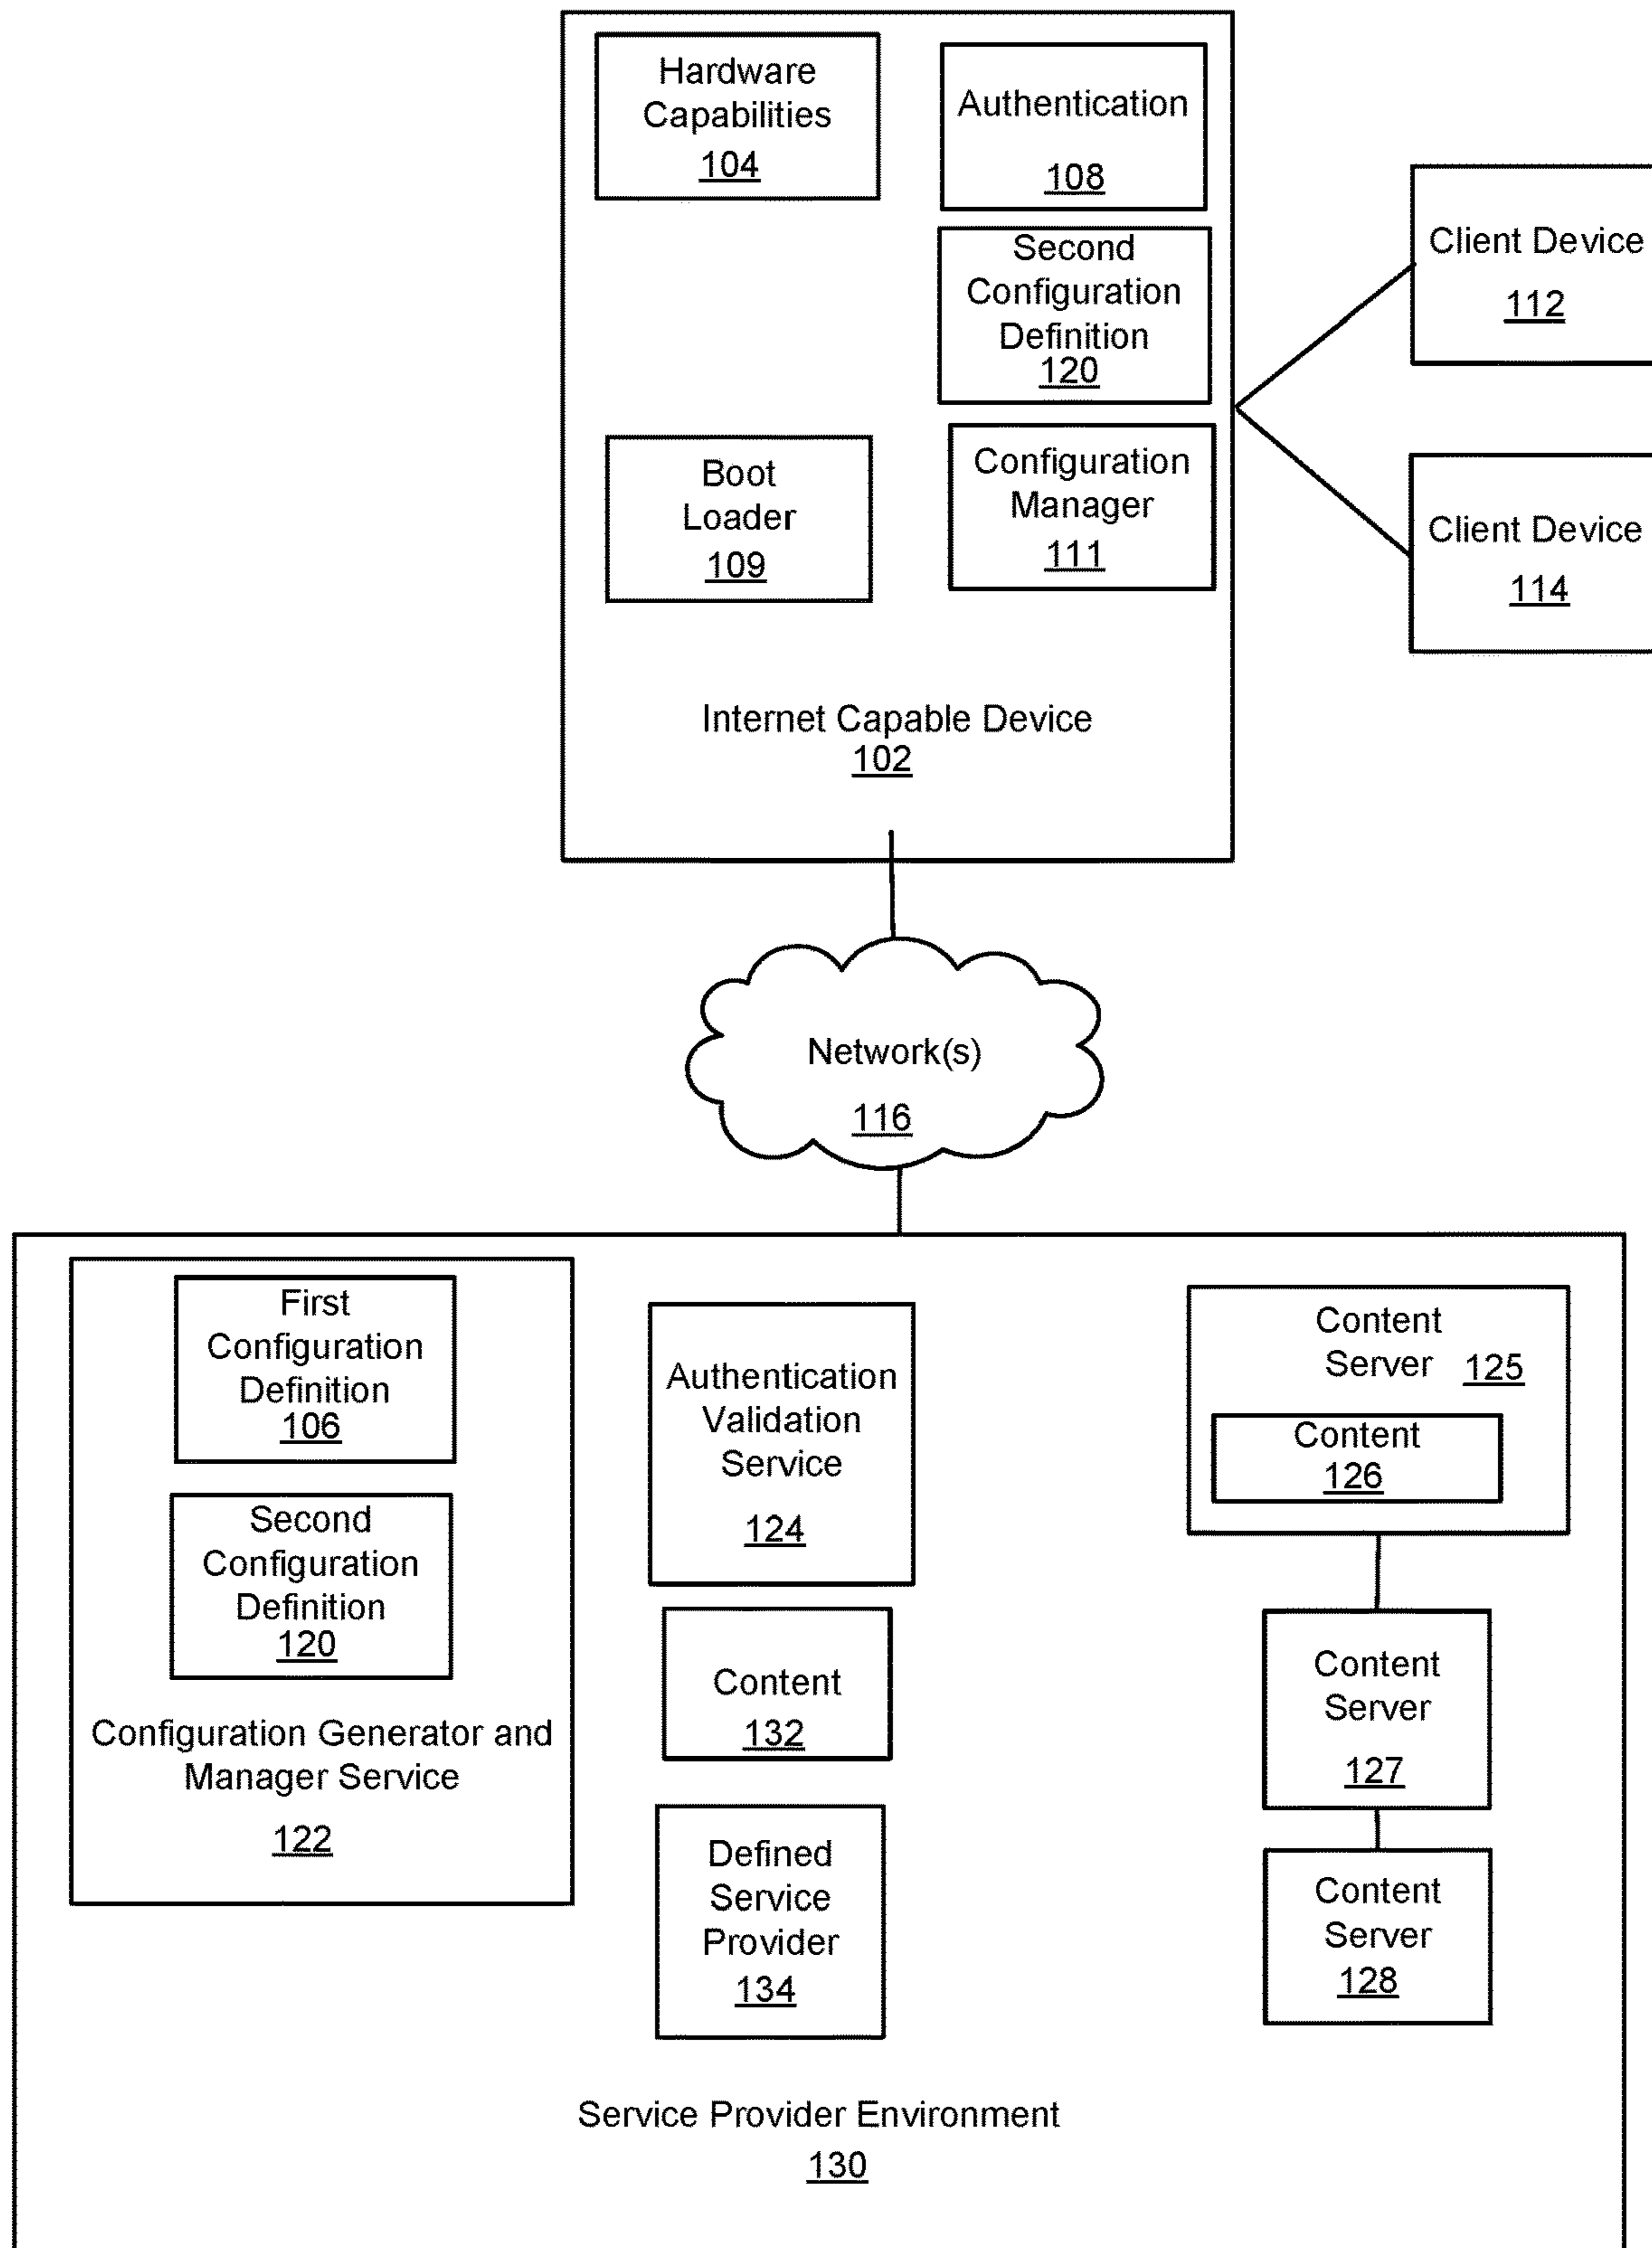 Hardware
Capabilities
104
Authentication
108
Second
Configuration
Definition
120
Boot
Loader
109
Configuration
Manager
111
Internet Capable Device
102
Client Device
112
Client Device
114
Network(s)
116
First
Configuration
Definition
106
Second
Configuration
Definition
120
Configuration Generator and
Manager Service
122
Authentication
Validation
Service
124
Content
132
Defined
Service
Provider
134
Content
Server 125
Content
126
Content
Server
127
Content
Server
128
Service Provider Environment
130